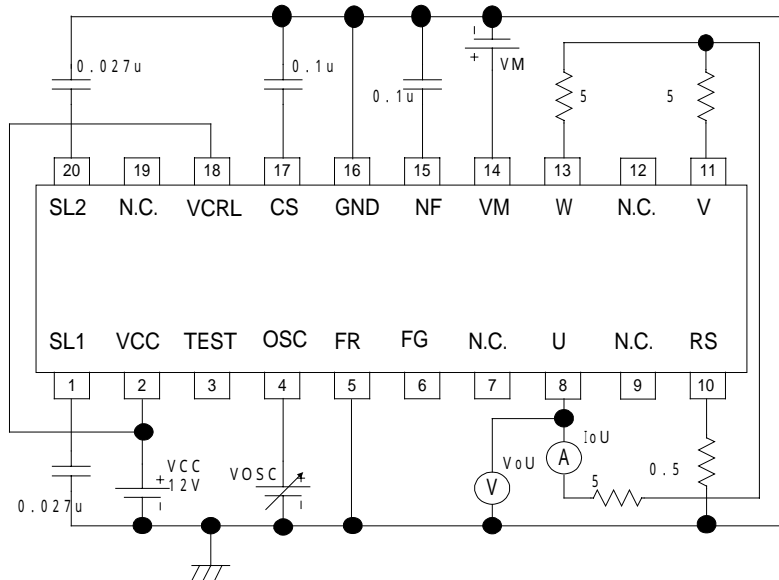 0.027u
0.1u
0.1u
-
+ VM
5
5
20 19 18 17 16 15 14 13 12 11
SL2 N.C. VCRL CS GND NF VM W N.C. V
SL1 VCC TEST OSC FR FG N.C. U N.C. RS
1 2 3 4 5 6 7 8 9 10
0.027u
+ VCC
12V
-
VOSC
+
-
VoU
V
IoU
A
5
0.5